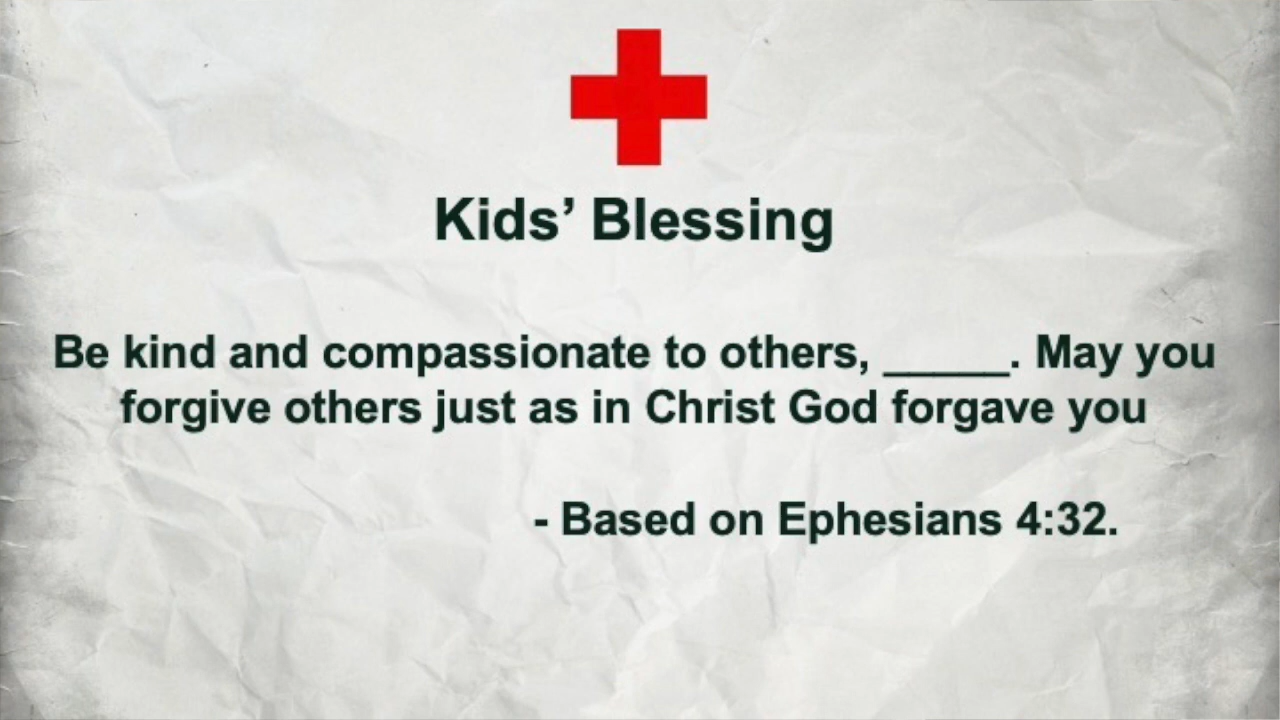 Kids’ Blessing
Be kind and compassionate to others, _____. May you
forgive others just as in Christ God forgave you
- Based on Ephesians 4:32.